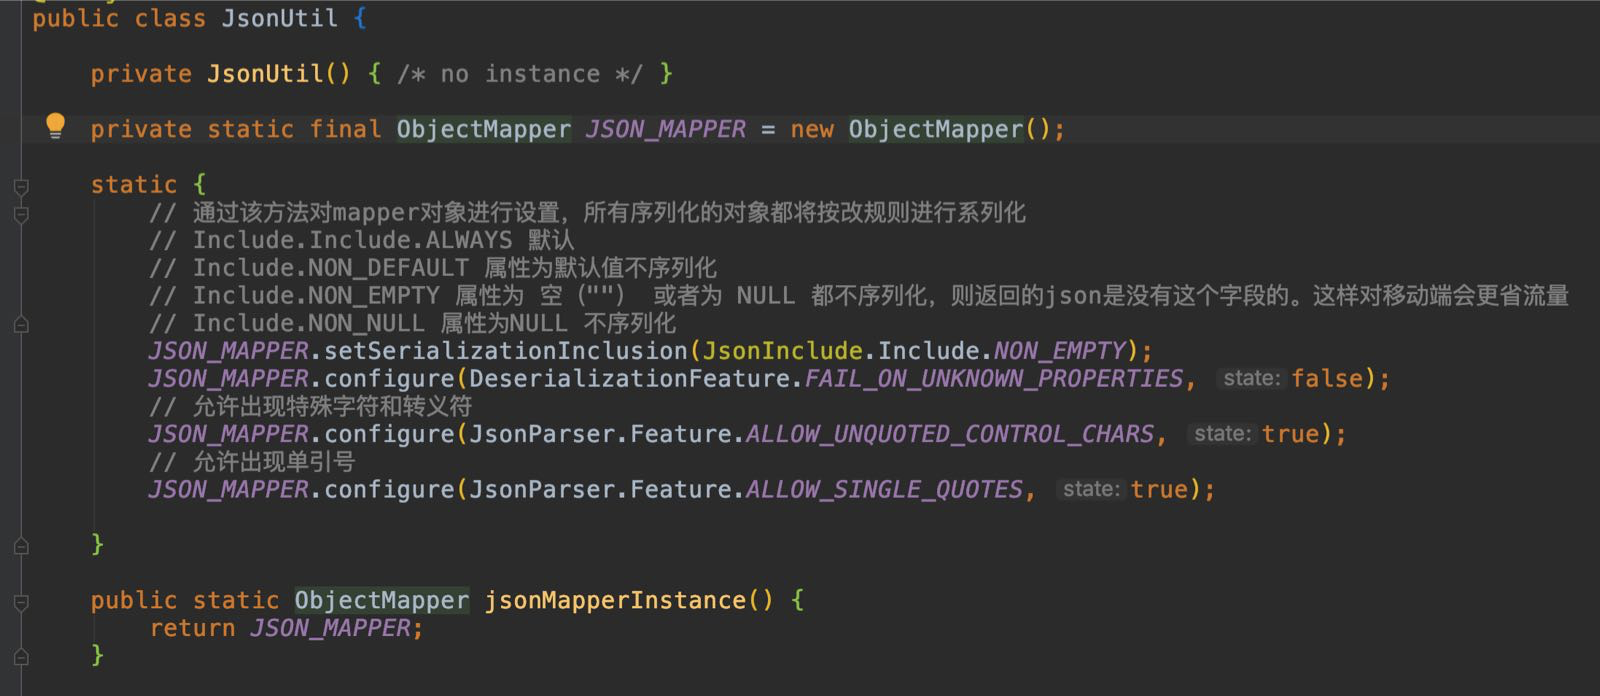 public class JsonUtil {
private JsonUtil() { /* no instance */ }
private static final ObjectMapper JSON_MAPPER = new ObjectMapper();
static {
// 通过该方法对mapper对象进行设置，所有序列化的对象都将按改规则进行系列化
// Include.Include.ALWAYS 默认
// Include.NON_DEFAULT 属性为默认值不序列化
// Include.NON_EMPTY 属性为 空（""） 或者为 NULL 都不序列化，则返回的json是没有这个字段的。这样对移动端会更省流量
// Include.NON_NULL 属性为NULL 不序列化
JSON_MAPPER.setSerializationInclusion(JsonInclude.Include.NON_EMPTY);
JSON_MAPPER.configure(DeserializationFeature.FAIL_ON_UNKNOWN_PROPERTIES, state: false);
// 允许出现特殊字符和转义符
JSON_MAPPER.configure(JsonParser.Feature.ALLOW_UNQUOTED_CONTROL_CHARS, state: true);
// 允许出现单引号
JSON_MAPPER.configure(JsonParser.Feature.ALLOW_SINGLE_QUOTES, state: true);
}
public static ObjectMapper jsonMapperInstance() {
return JSON_MAPPER;
}